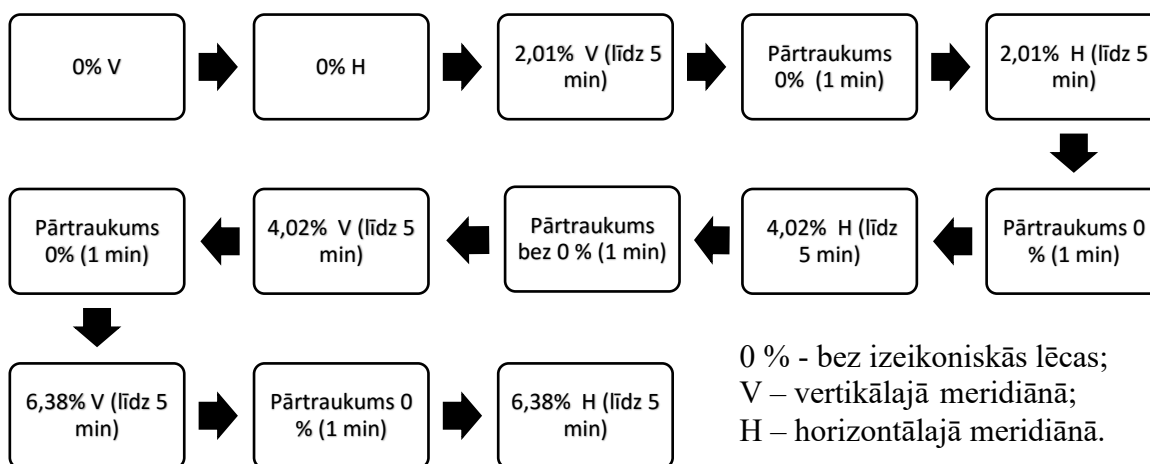 0% V
0% H
2,01% V (līdz 5
min)
Pārtraukums
0% (1 min)
2,01% H (līdz 5
min)
Pārtraukums 0
% (1 min)
4,02% H (līdz
5 min)
Pārtraukums
bez 0 % (1 min)
4,02% V (līdz 5
min)
Pārtraukums
0% (1 min)
6,38% V (līdz 5
min)
Pārtraukums 0
% (1 min)
6,38% H (līdz 5
min)
0 % - bez izeikoniskās lēcas;
V – vertikālajā meridiānā;
H – horizontālajā meridiānā.